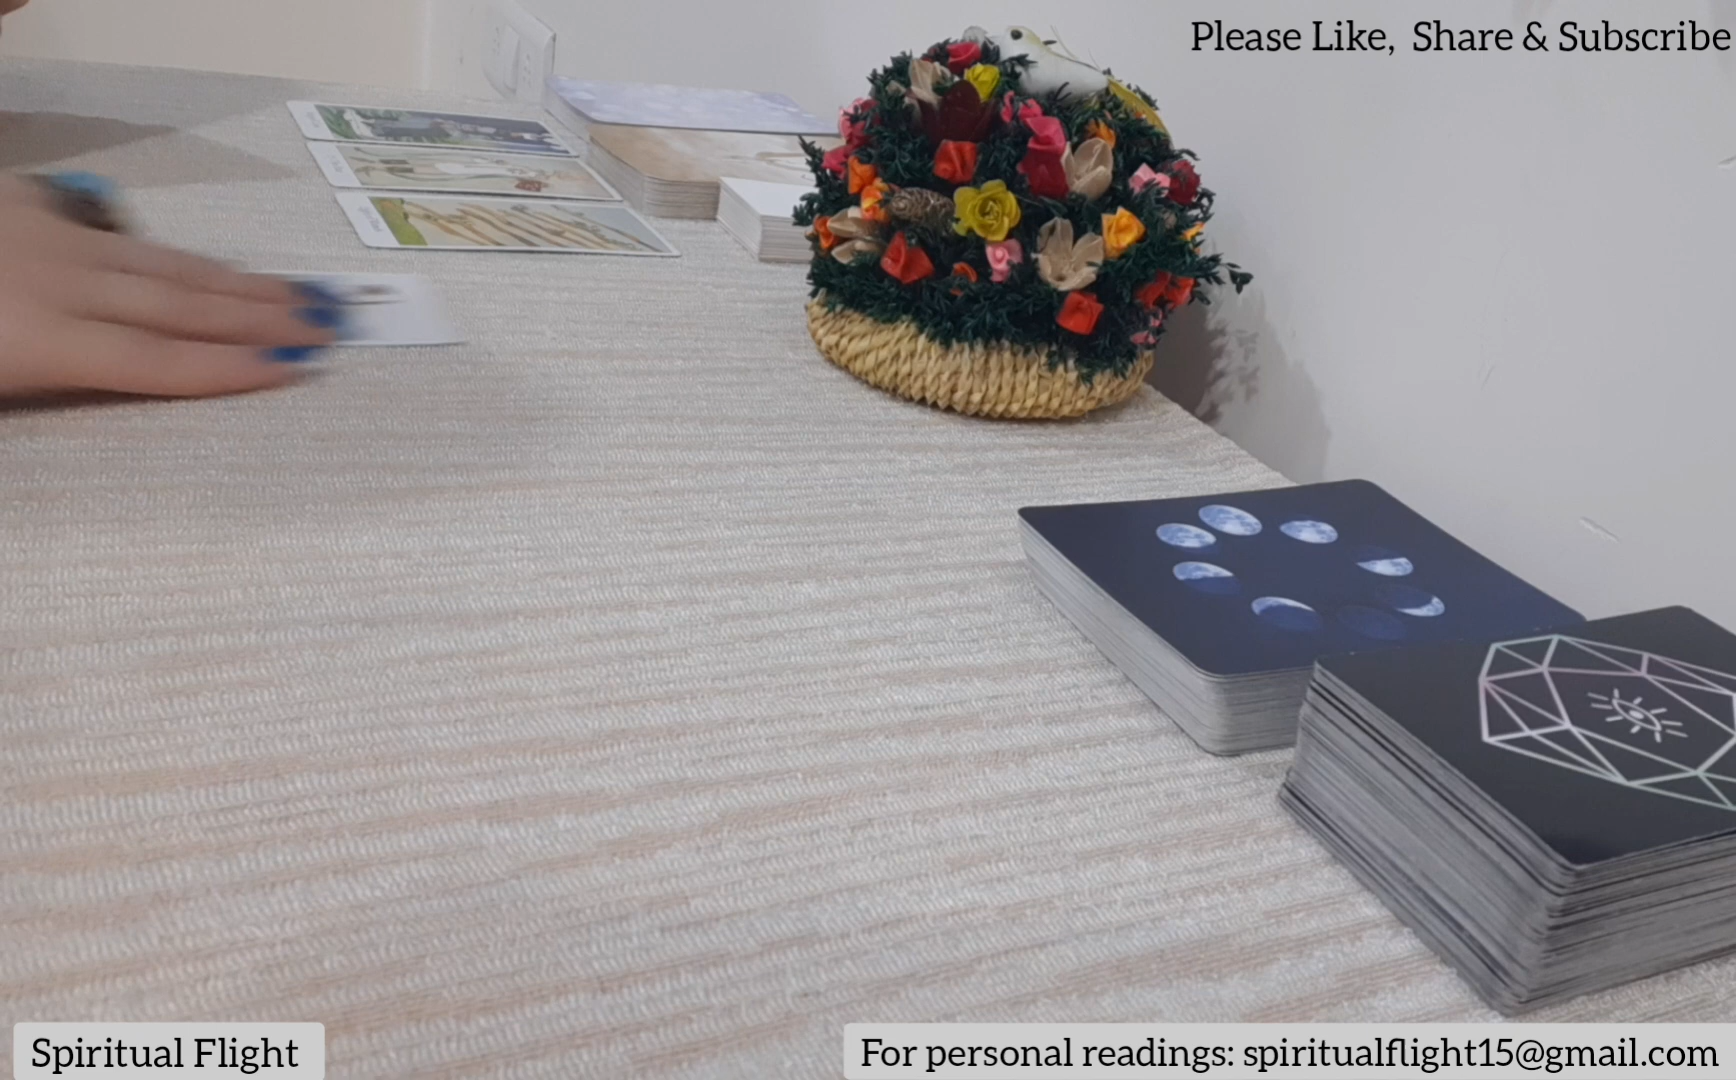 Please Like, Share & Subscribe
Spiritual Flight
For personal readings: spiritualflight15@gmail.com